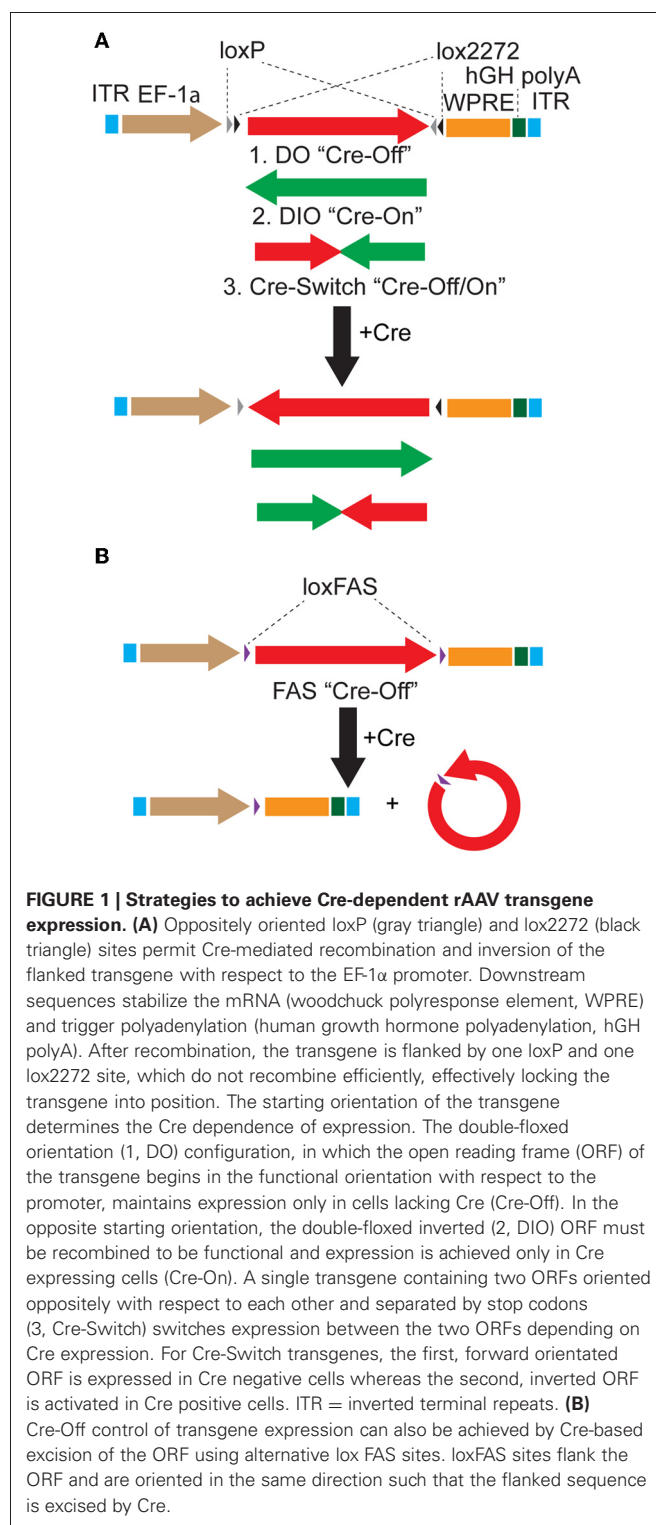 A
loxP
lox2272
hGH polyA
ITR EF-1a
WPRE ITR
1. DO “Cre-Off”
2. DIO “Cre-On”
3. Cre-Switch “Cre-Off/On”
+Cre
B
loxFAS
FAS “Cre-Off”
+Cre
+
FIGURE 1 | Strategies to achieve Cre-dependent rAAV transgene
expression. (A) Oppositely oriented loxP (gray triangle) and lox2272 (black
triangle) sites permit Cre-mediated recombination and inversion of the
flanked transgene with respect to the EF-1α promoter. Downstream
sequences stabilize the mRNA (woodchuck polyresponse element, WPRE)
and trigger polyadenylation (human growth hormone polyadenylation, hGH
polyA). After recombination, the transgene is flanked by one loxP and one
lox2272 site, which do not recombine efficiently, effectively locking the
transgene into position. The starting orientation of the transgene
determines the Cre dependence of expression. The double-floxed
orientation (1, DO) configuration, in which the open reading frame (ORF) of
the transgene begins in the functional orientation with respect to the
promoter, maintains expression only in cells lacking Cre (Cre-Off). In the
opposite starting orientation, the double-floxed inverted (2, DIO) ORF must
be recombined to be functional and expression is achieved only in Cre
expressing cells (Cre-On). A single transgene containing two ORFs oriented
oppositely with respect to each other and separated by stop codons
(3, Cre-Switch) switches expression between the two ORFs depending on
Cre expression. For Cre-Switch transgenes, the first, forward orientated
ORF is expressed in Cre negative cells whereas the second, inverted ORF
is activated in Cre positive cells. ITR = inverted terminal repeats. (B)
Cre-Off control of transgene expression can also be achieved by Cre-based
excision of the ORF using alternative lox FAS sites. loxFAS sites flank the
ORF and are oriented in the same direction such that the flanked sequence
is excised by Cre.